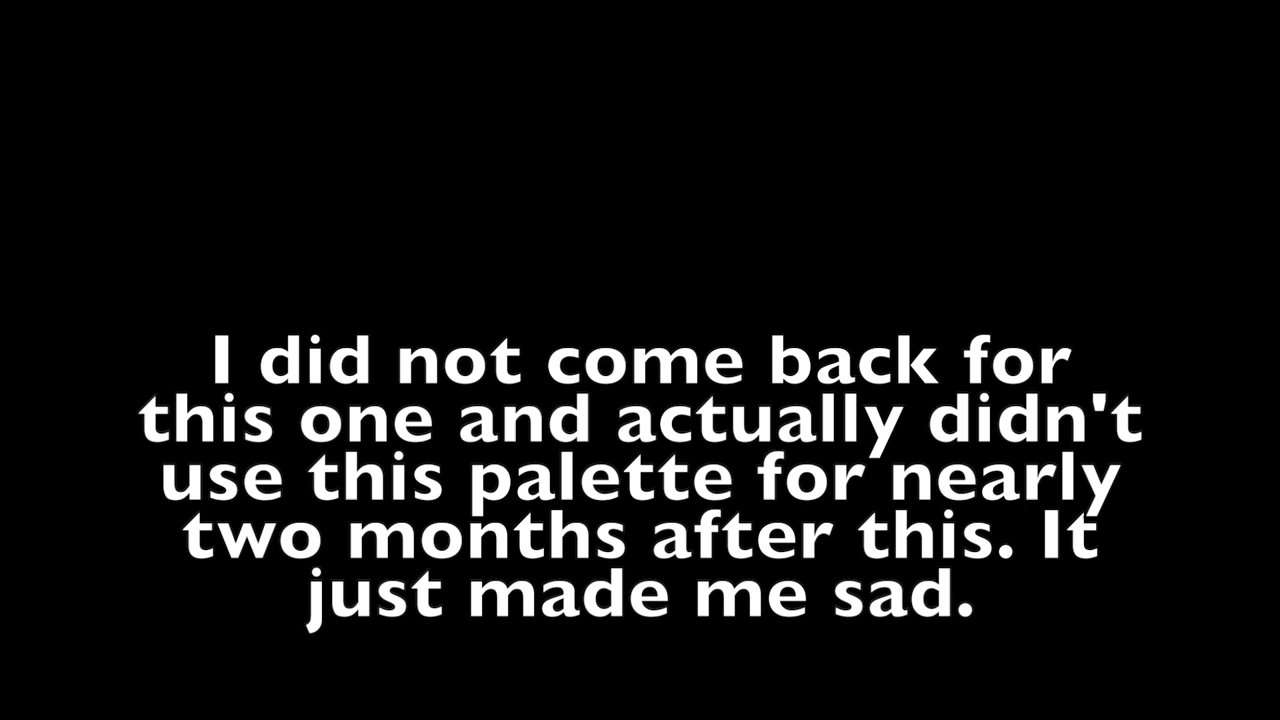 I did not come back for
this one and actually didn't
use this palette for nearly
two months after this. It
just made me sad.